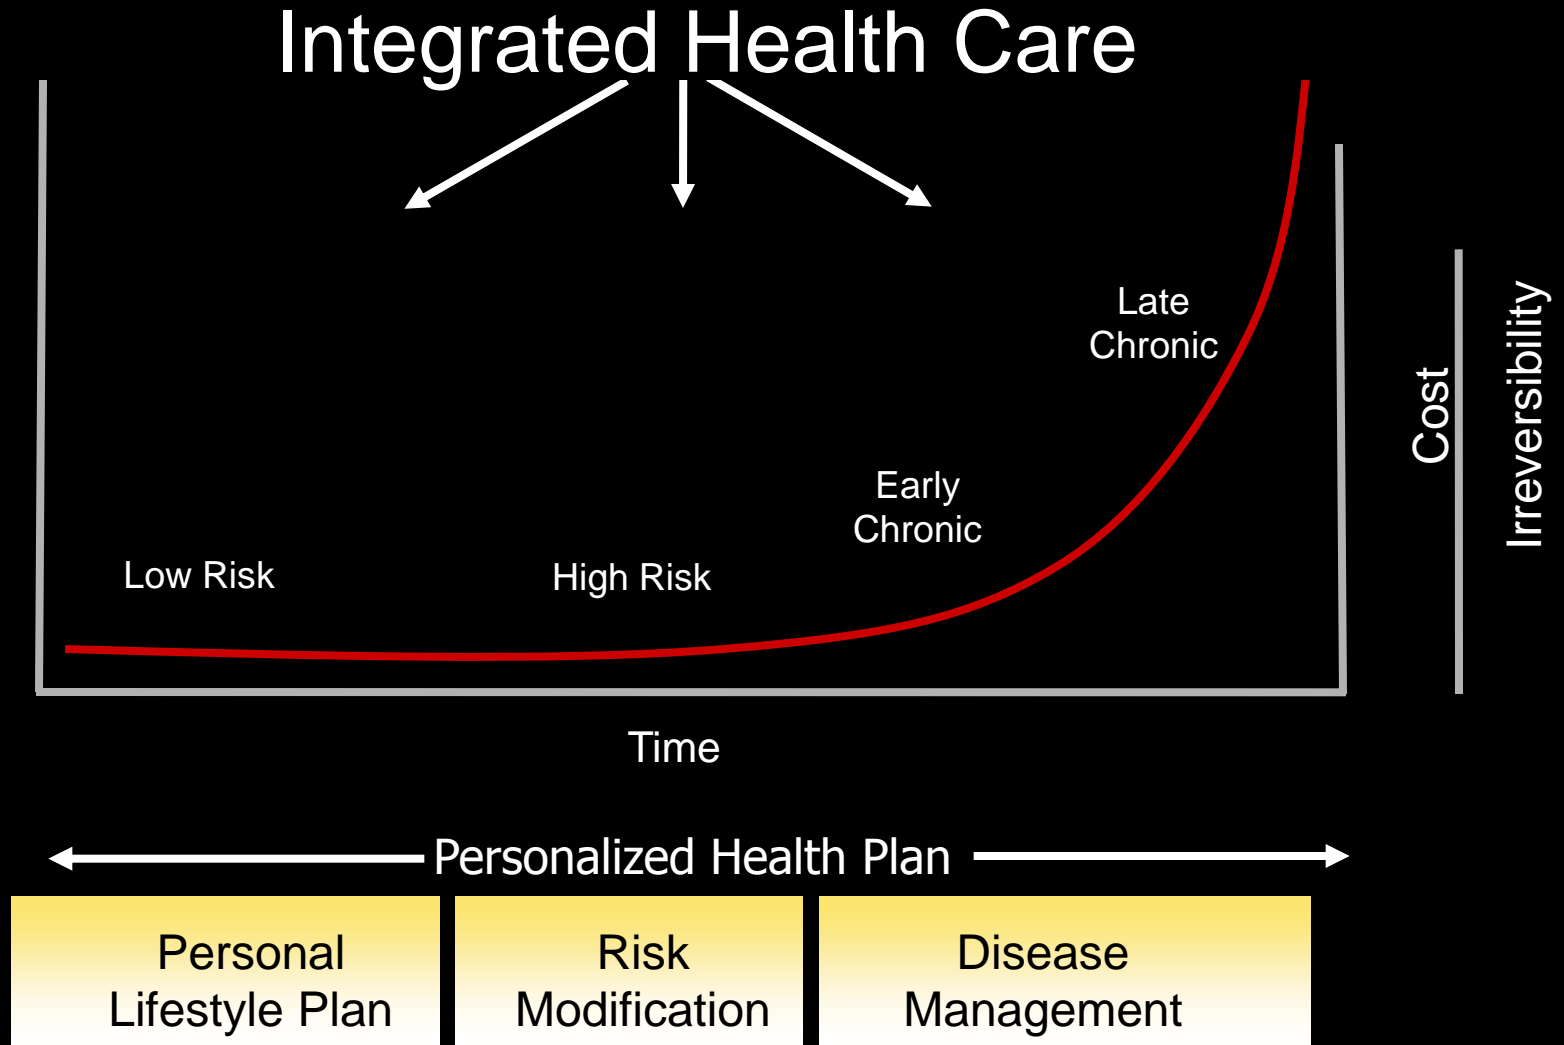 Integrated Health Care
Late
Chronic
Early
Chronic
Low Risk
High Risk
Cost
Irreversibility
Time
Personalized Health Plan
Personal
Lifestyle Plan
Risk
Modification
Disease
Management